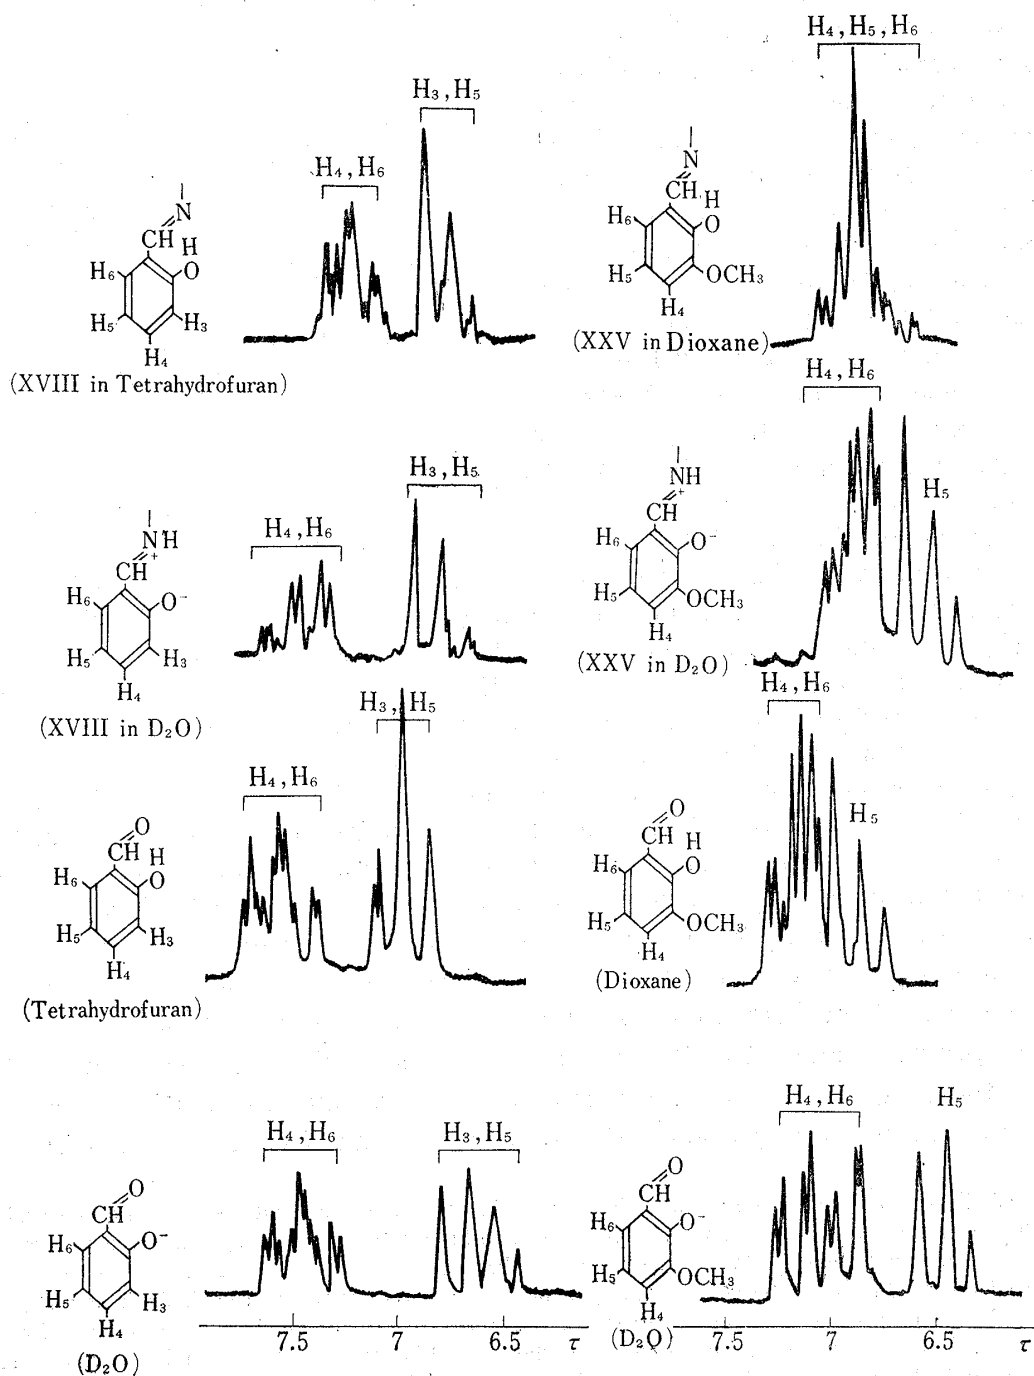 H₃, H₅
H₄, H₆
N
CH H
H₆ O
H₅ H₃
H₄
(XVIII in Tetrahydrofuran)
H₄, H₅, H₆
N
CH H
H₆ O
H₅ OCH₃
H₄
(XXV in Dioxane)
H₃, H₅
H₄, H₆
NH
+
CH
H₆ O⁻
H₅ H₃
H₄
(XVIII in D₂O)
H₄, H₆
H₅
NH
+
CH
H₆ O⁻
H₅ OCH₃
H₄
(XXV in D₂O)
H₃, H₅
H₄, H₆
O
CH H
H₆ O
H₅ H₃
H₄
(Tetrahydrofuran)
H₄, H₆
H₅
O
CH H
H₆ O
H₅ OCH₃
H₄
(Dioxane)
H₄, H₆ H₃, H₅
O
CH
H₆ O⁻
H₅ H₃
H₄
(D₂O)
7.5 7 6.5 τ
H₄, H₆ H₅
O
CH
H₆ O⁻
H₅ OCH₃
H₄
(D₂O)
7.5 7 6.5 τ